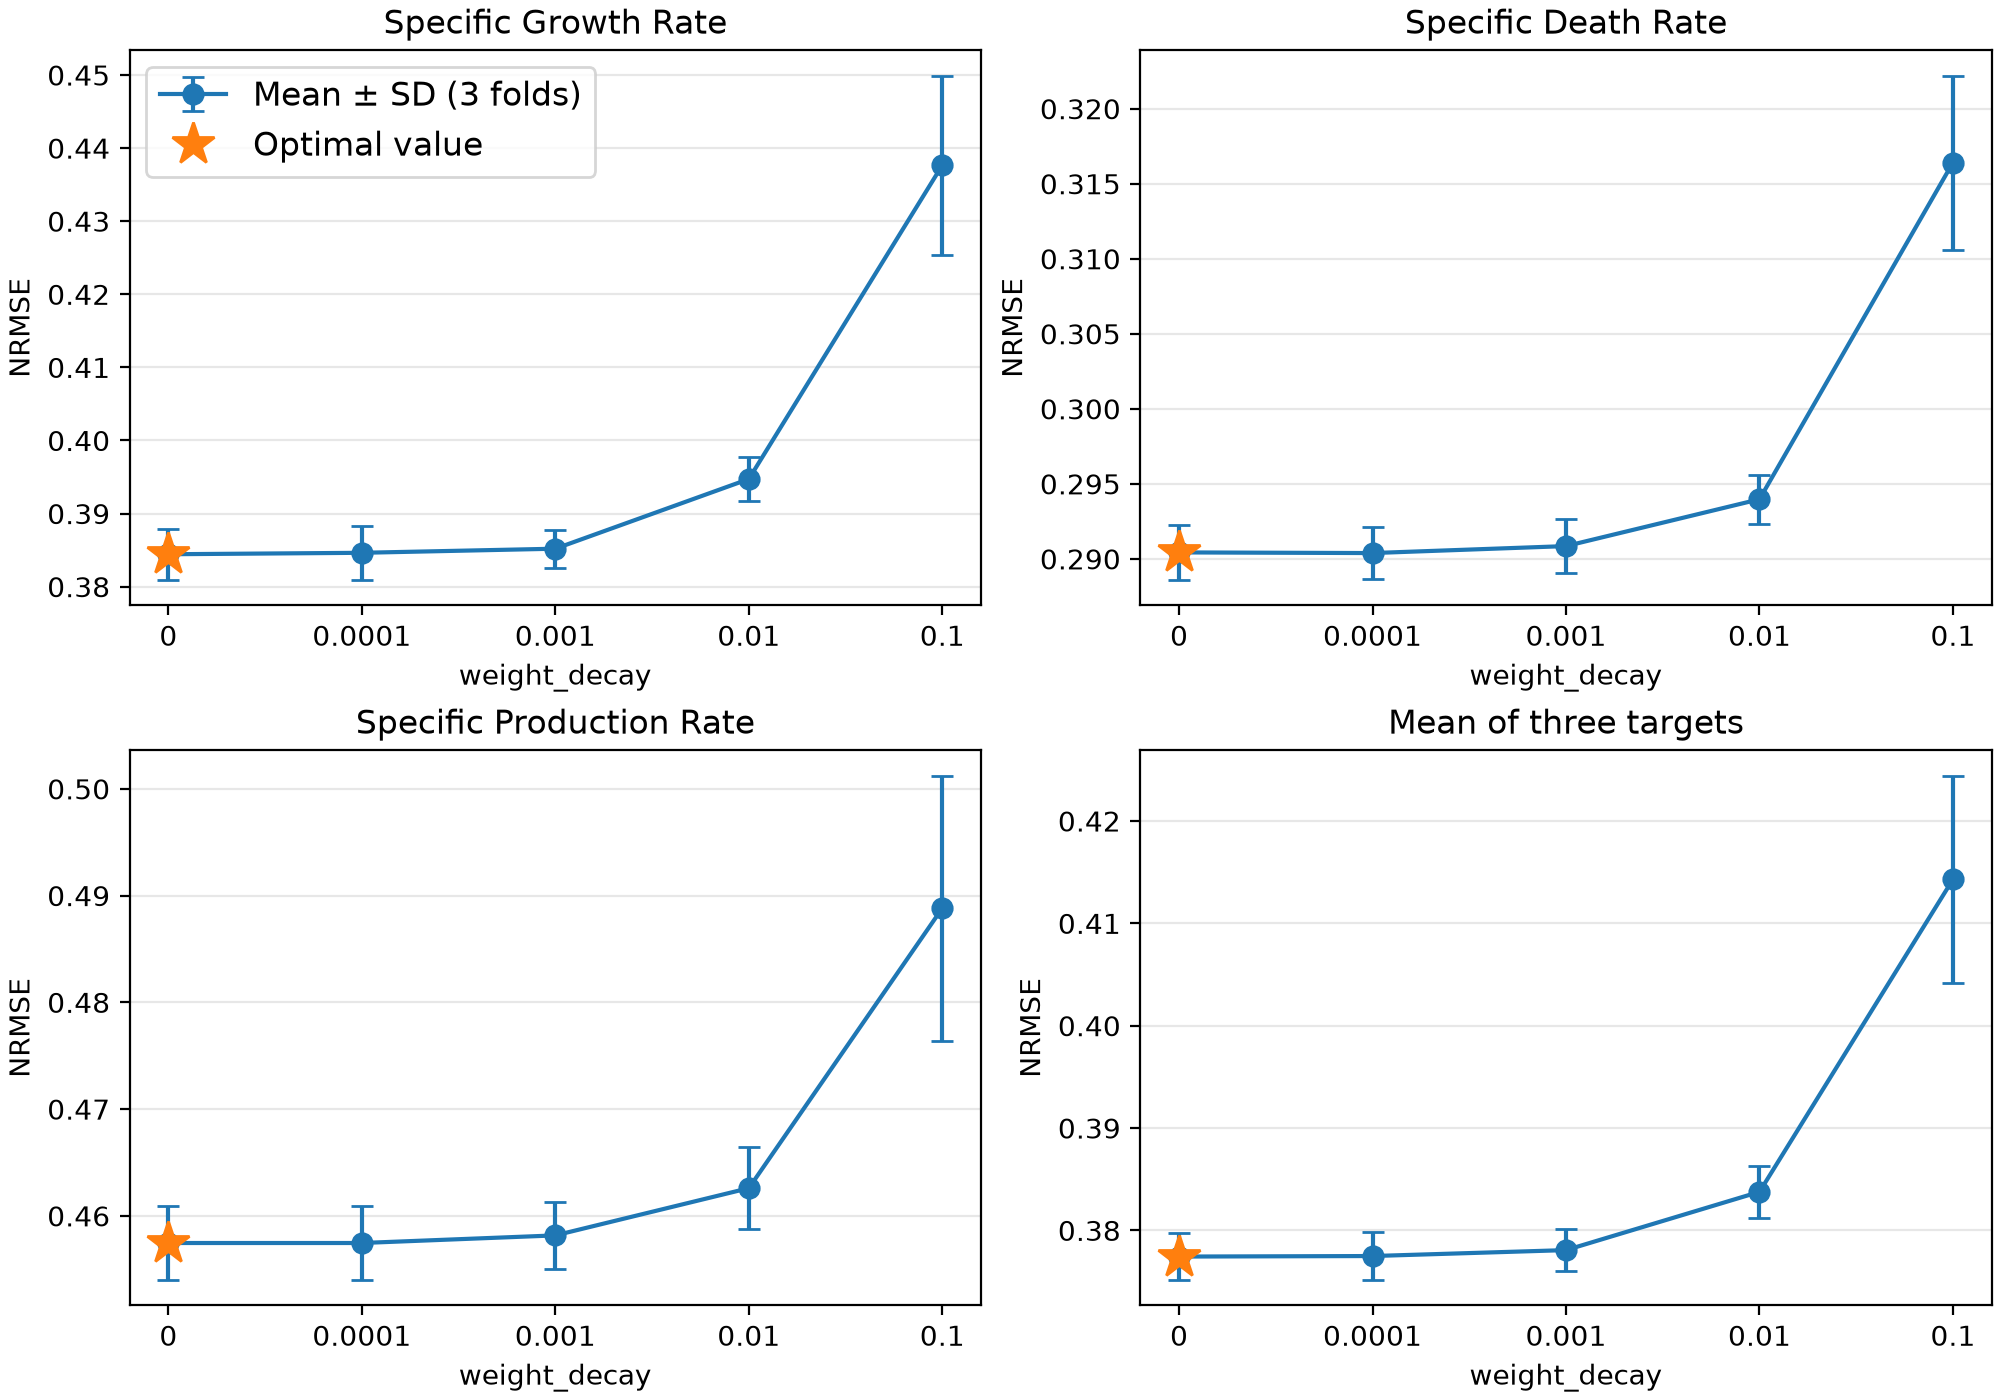 Specific Growth Rate
0.45
0.44
0.43
0.42
0.41
0.40
0.39
0.38
NRMSE
Mean ± SD (3 folds)
Optimal value
0 0.0001 0.001 0.01 0.1
weight_decay
Specific Death Rate
0.320
0.315
0.310
0.305
0.300
0.295
0.290
NRMSE
0 0.0001 0.001 0.01 0.1
weight_decay
Specific Production Rate
0.50
0.49
0.48
0.47
0.46
NRMSE
0 0.0001 0.001 0.01 0.1
weight_decay
Mean of three targets
0.42
0.41
0.40
0.39
0.38
NRMSE
0 0.0001 0.001 0.01 0.1
weight_decay